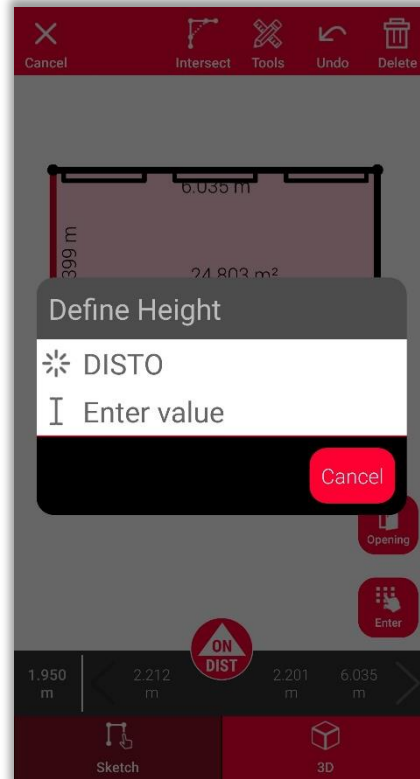 Cancel
Intersect
Tools
Undo
Delete
6.035 m
399 m
24.803 m²
Define Height
DISTO
Enter value
Cancel
Opening
Enter
ON
DIST
1.950 m
2.212 m
2.201 m
6.035 m
Sketch
3D